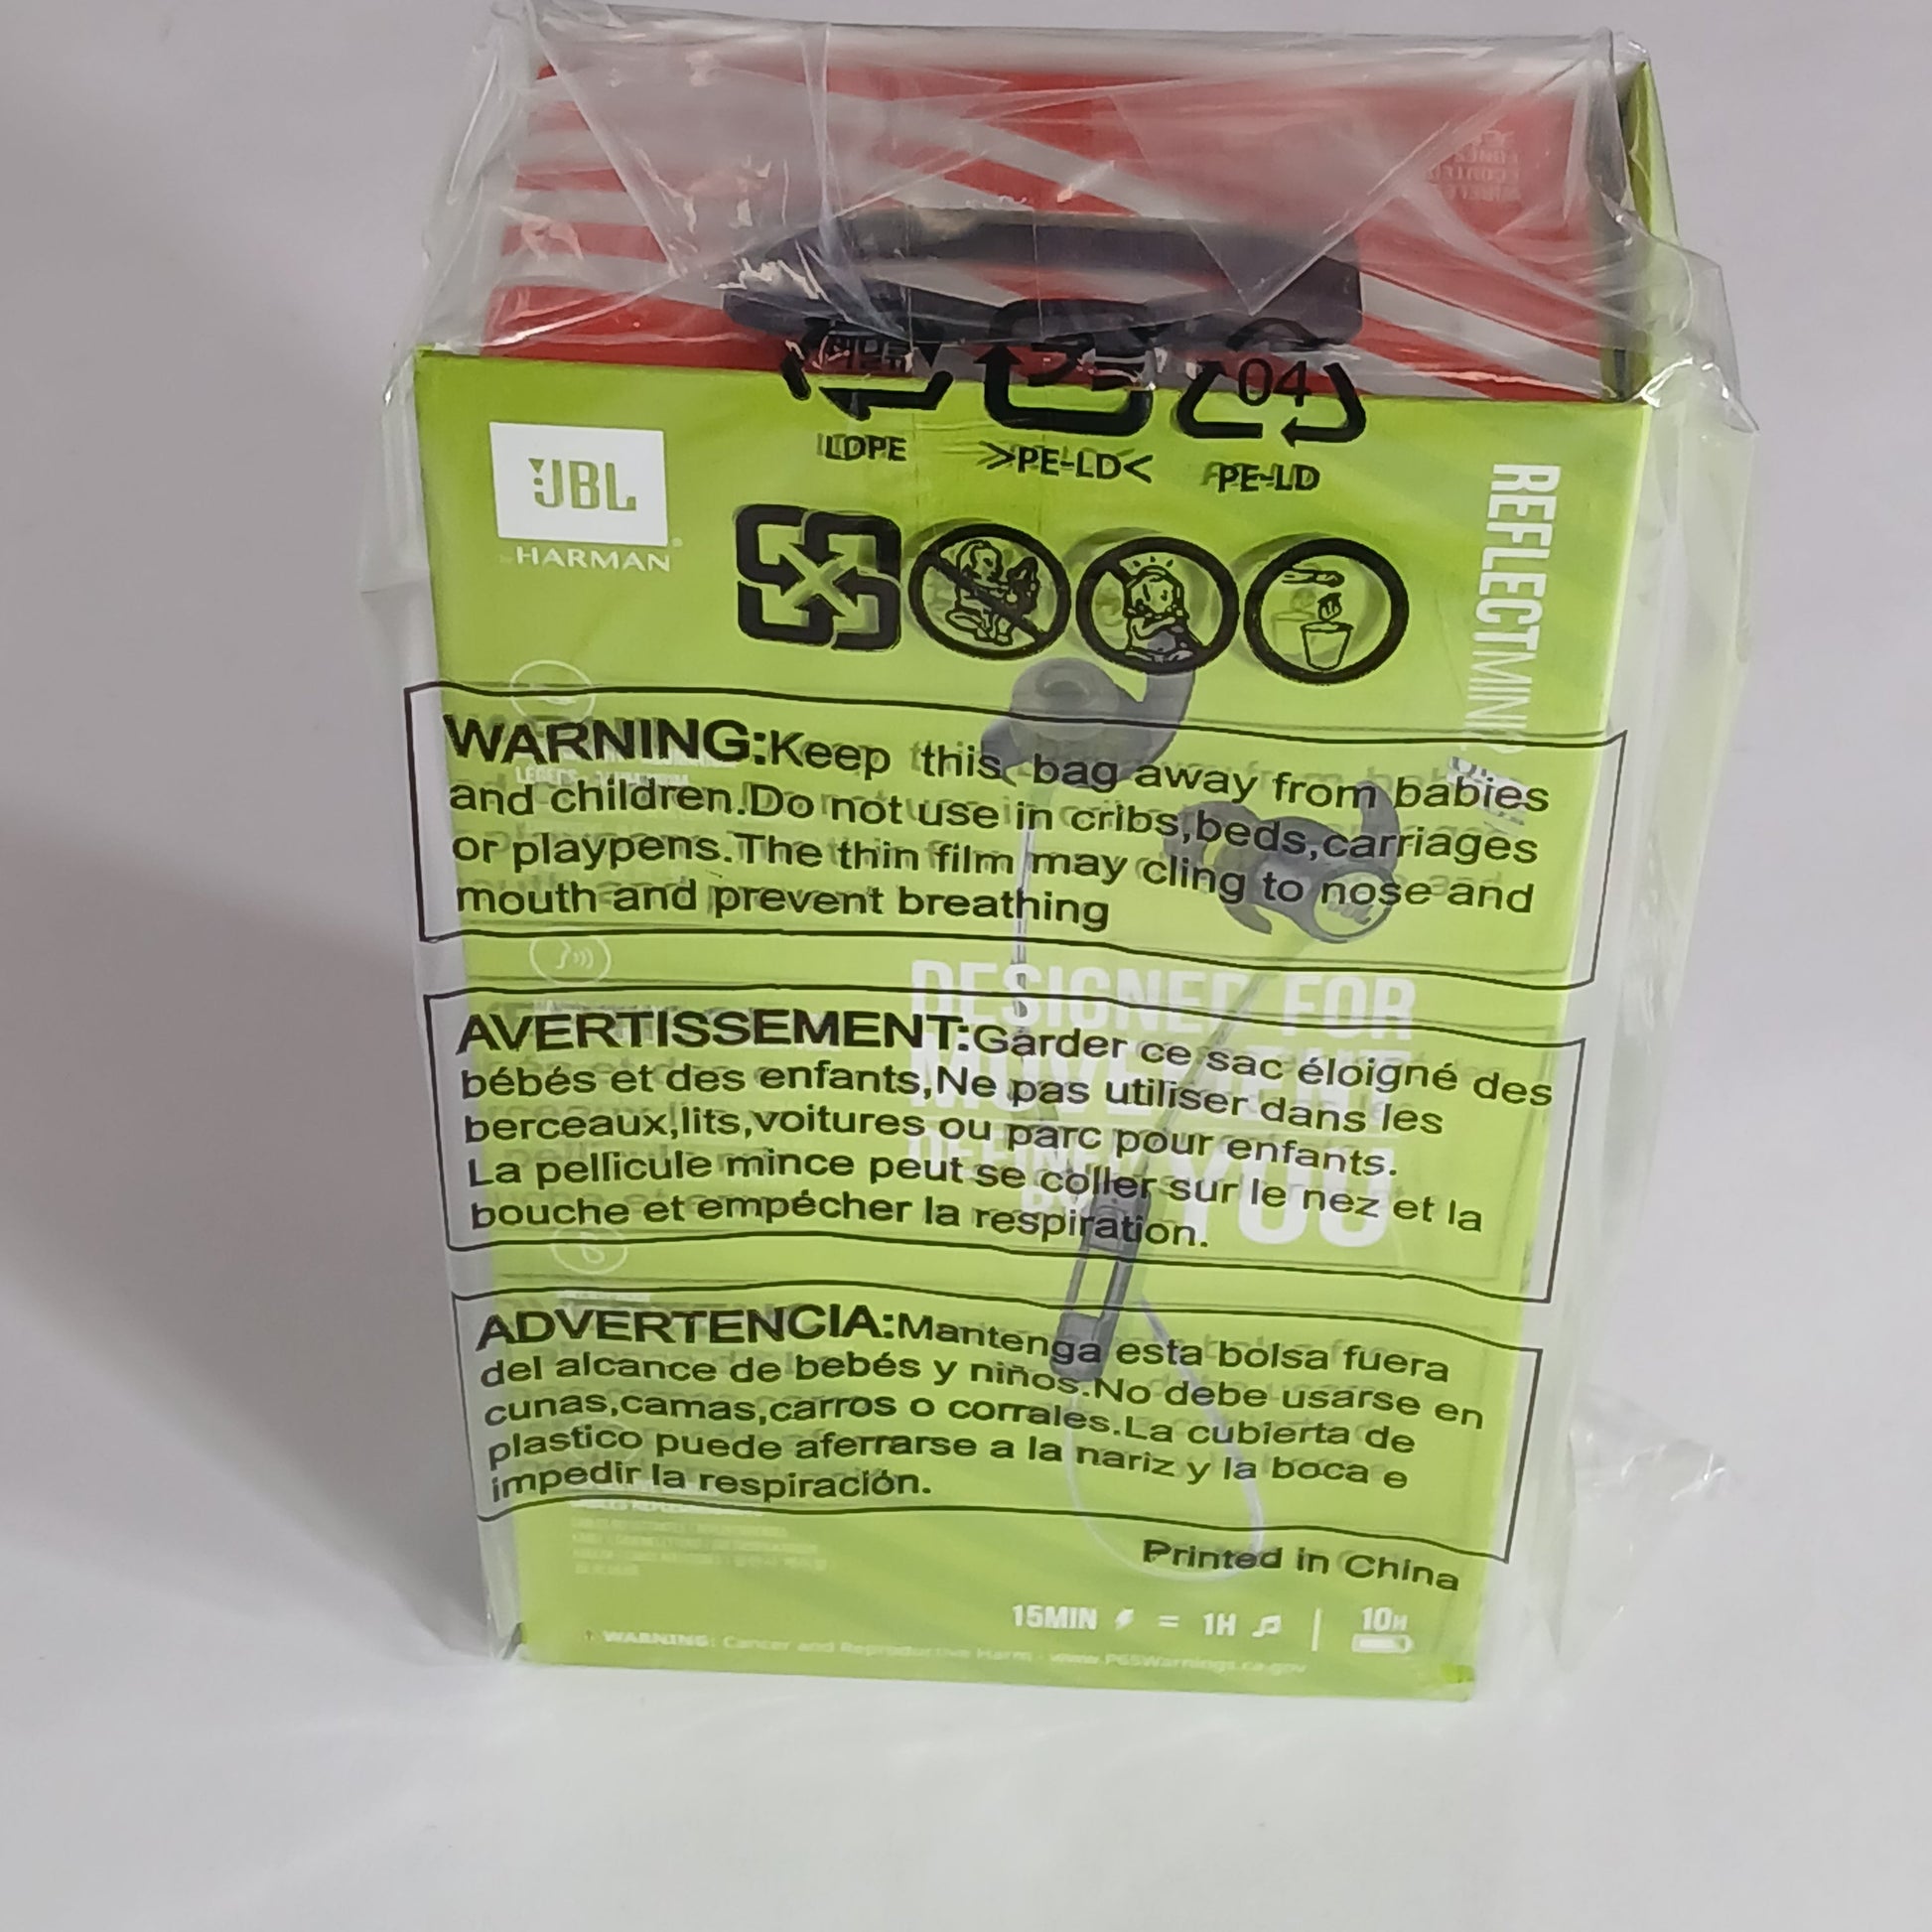 04
LDPE
>PE-LD<
PE-LD
JBL
HARMAN
REFLECTMINI
WARNING:Keep this bag away from babies
and children.Do not use in cribs,beds,carriages
or playpens.The thin film may cling to nose and
mouth and prevent breathing
DESIGNED FOR
MOVEMENT
DEFINED
BY YOU
AVERTISSEMENT:Garder ce sac éloigné des
bébés et des enfants,Ne pas utiliser dans les
berceaux,lits,voitures ou parc pour enfants.
La pellicule mince peut se coller sur le nez et la
bouche et empécher la respiration.
ADVERTENCIA:Mantenga esta bolsa fuera
del alcance de bebés y niños.No debe usarse en
cunas,camas,carros o corrales.La cubierta de
plastico puede aferrarse a la nariz y la boca e
impedir la respiración.
Printed in China
15MIN = 1H | 10H
WARNING: Cancer and Reproductive Harm - www.P65Warnings.ca.gov